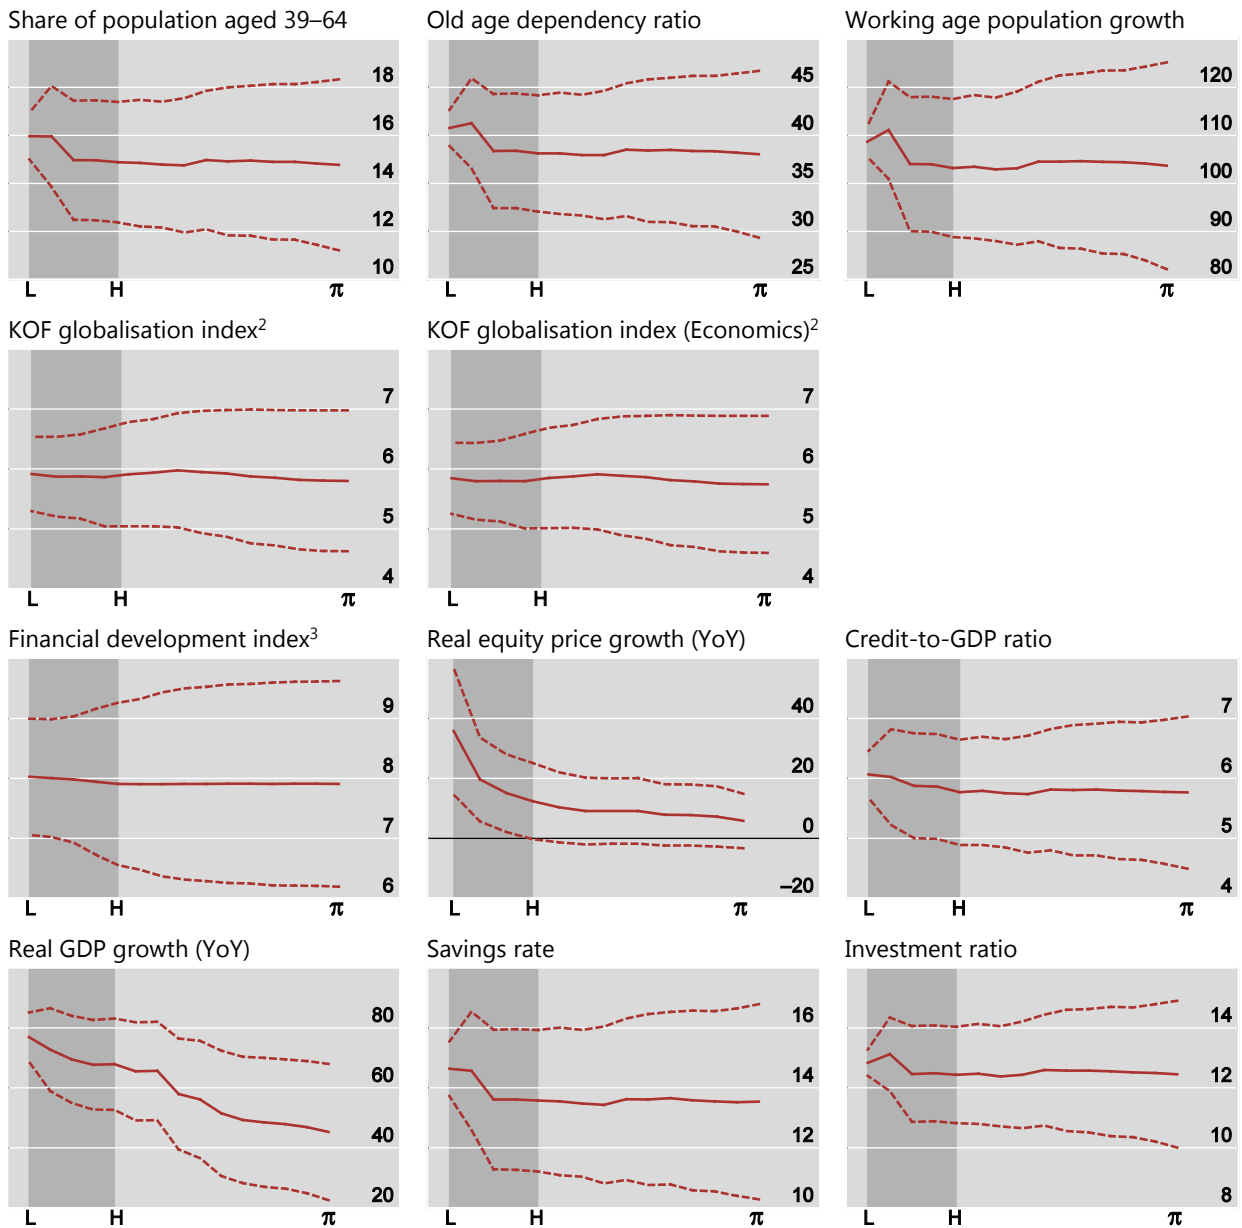 Share of population aged 39–64
Old age dependency ratio
Working age population growth
18
16
14
12
10
L H π
45
40
35
30
25
L H π
120
110
100
90
80
L H π
KOF globalisation index²
KOF globalisation index (Economics)²
7
6
5
4
L H π
7
6
5
4
L H π
Financial development index³
Real equity price growth (YoY)
Credit-to-GDP ratio
9
8
7
6
L H π
40
20
0
–20
L H π
7
6
5
4
L H π
Real GDP growth (YoY)
Savings rate
Investment ratio
80
60
40
20
L H π
16
14
12
10
L H π
14
12
10
8
L H π